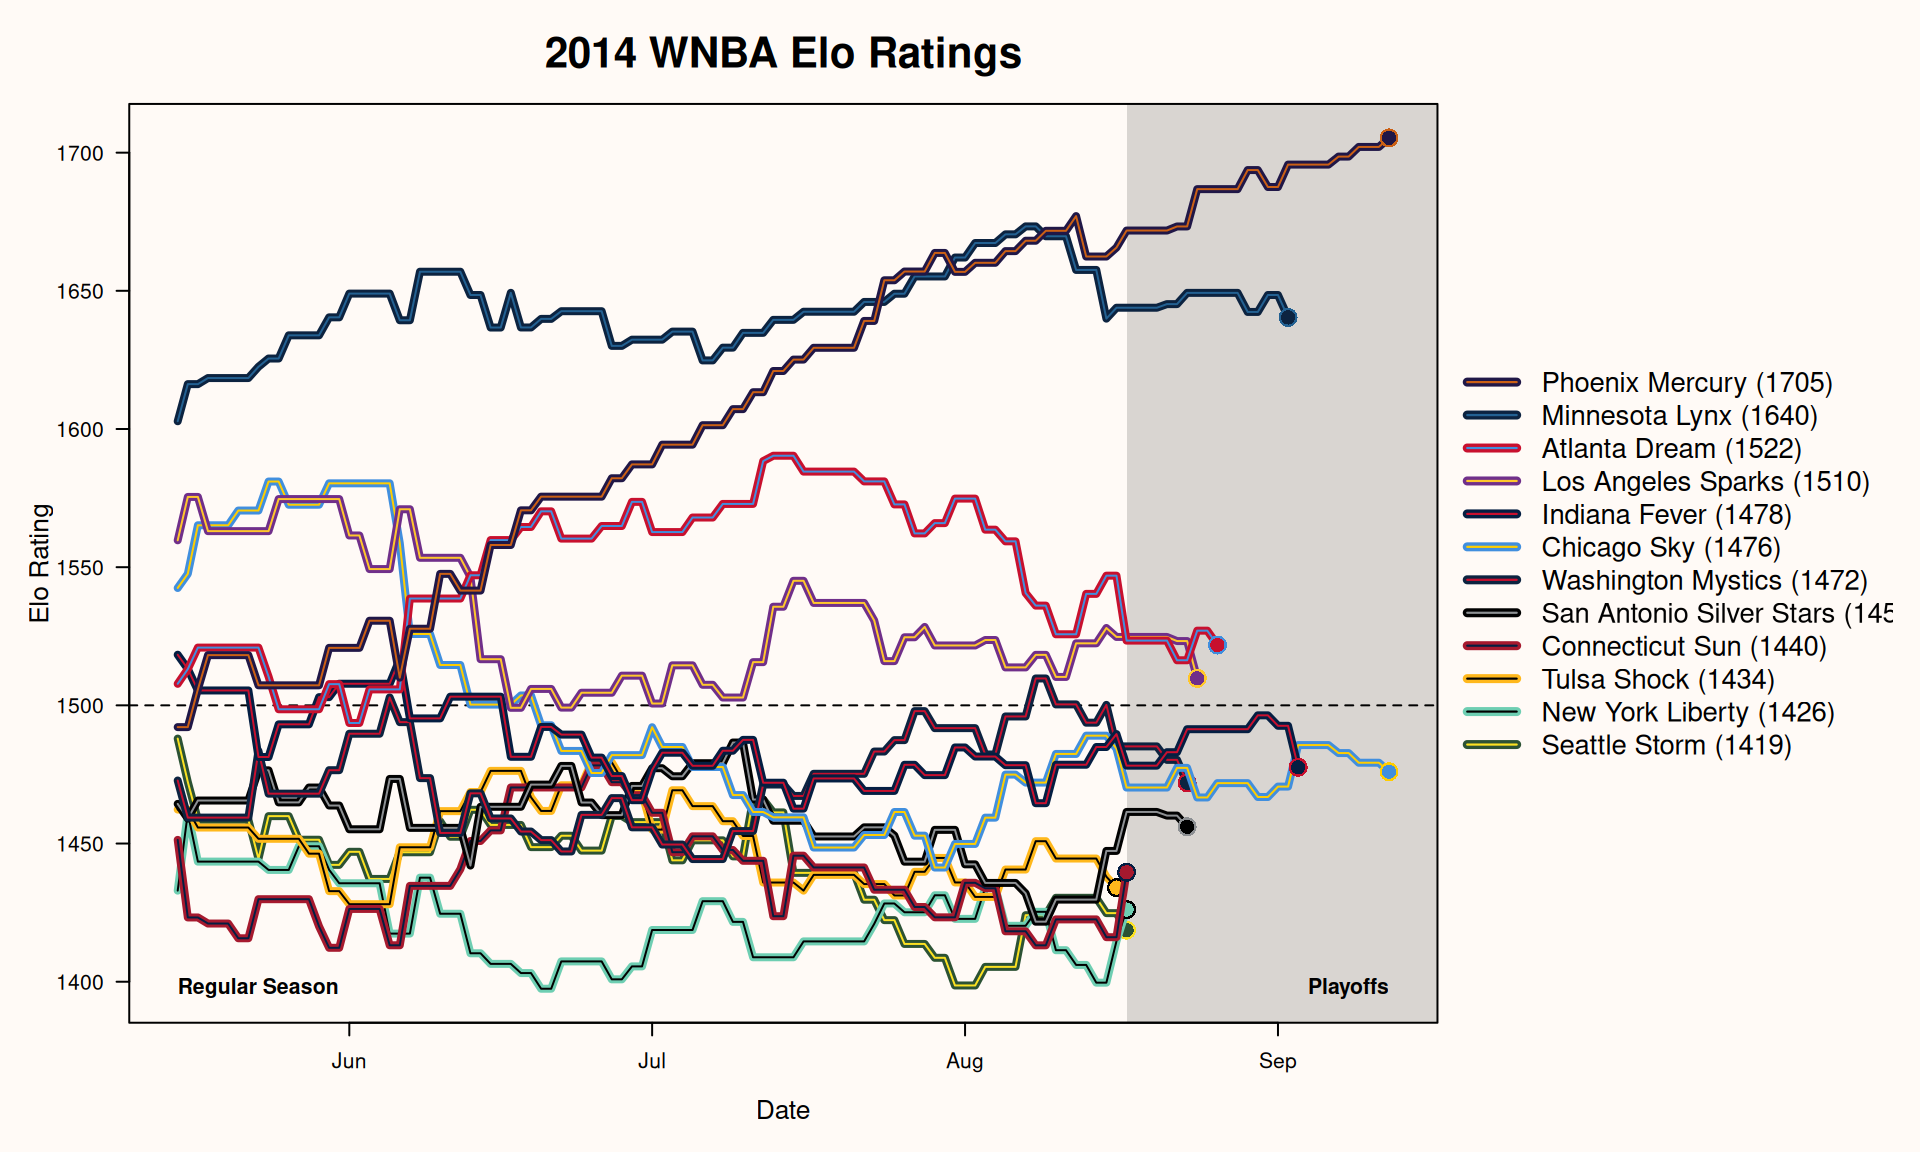 2014 WNBA Elo Ratings
Elo Rating
1700
1650
1600
1550
1500
1450
1400
Regular Season
Playoffs
Jun
Jul
Aug
Sep
Date
Phoenix Mercury (1705)
Minnesota Lynx (1640)
Atlanta Dream (1522)
Los Angeles Sparks (1510)
Indiana Fever (1478)
Chicago Sky (1476)
Washington Mystics (1472)
San Antonio Silver Stars (145
Connecticut Sun (1440)
Tulsa Shock (1434)
New York Liberty (1426)
Seattle Storm (1419)